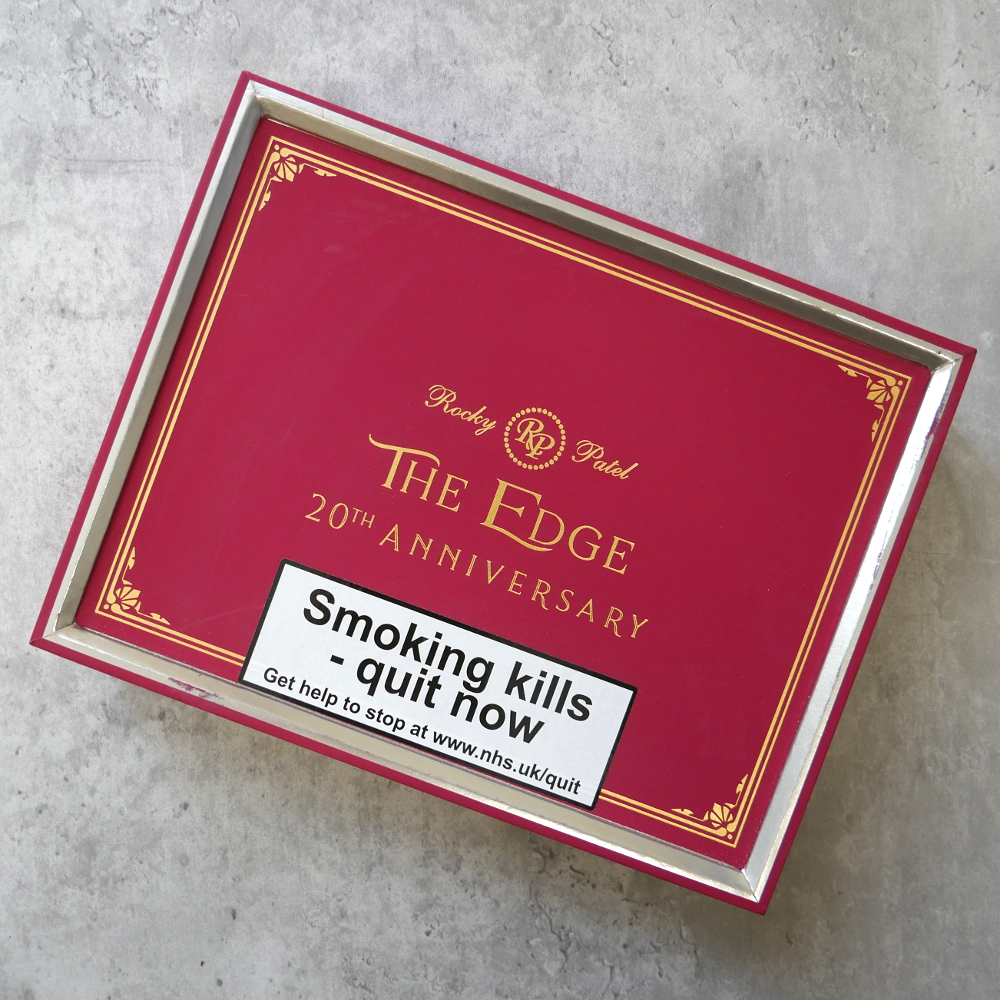 Rocky RP Patel
THE EDGE
20TH ANNIVERSARY
Smoking kills
- quit now
Get help to stop at www.nhs.uk/quit